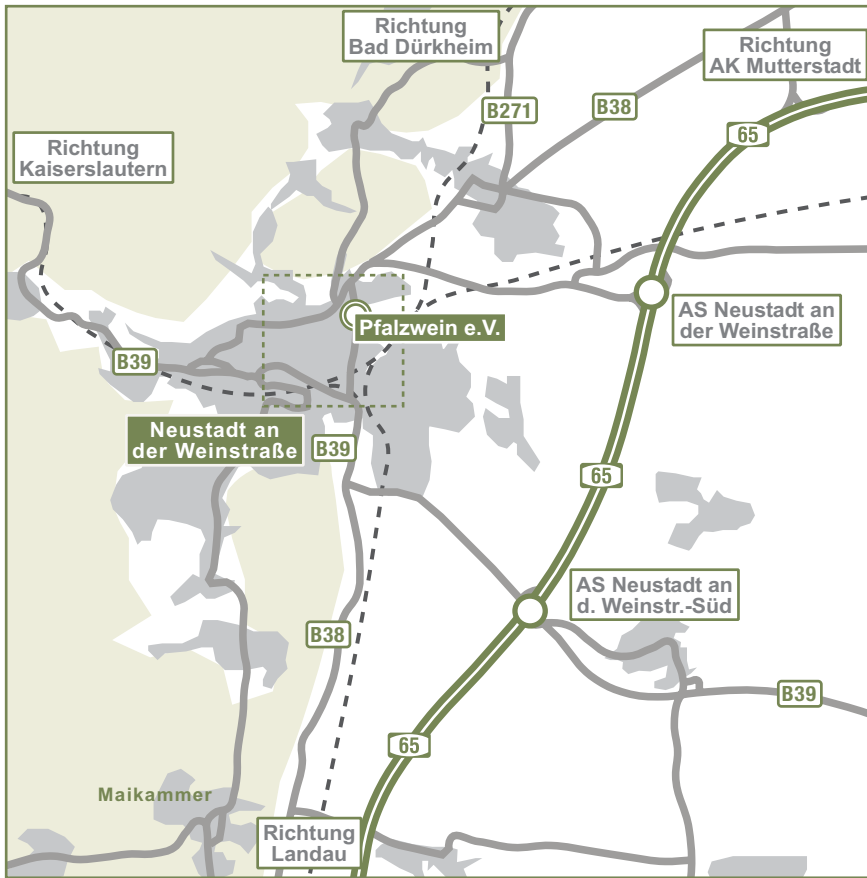 Richtung
Bad Dürkheim
Richtung
AK Mutterstadt
B271
B38
65
Richtung
Kaiserslautern
AS Neustadt an
der Weinstraße
Pfalzwein e.V.
B39
Neustadt an
der Weinstraße
B39
65
AS Neustadt an
d. Weinstr.-Süd
B38
B39
65
Maikammer
Richtung
Landau